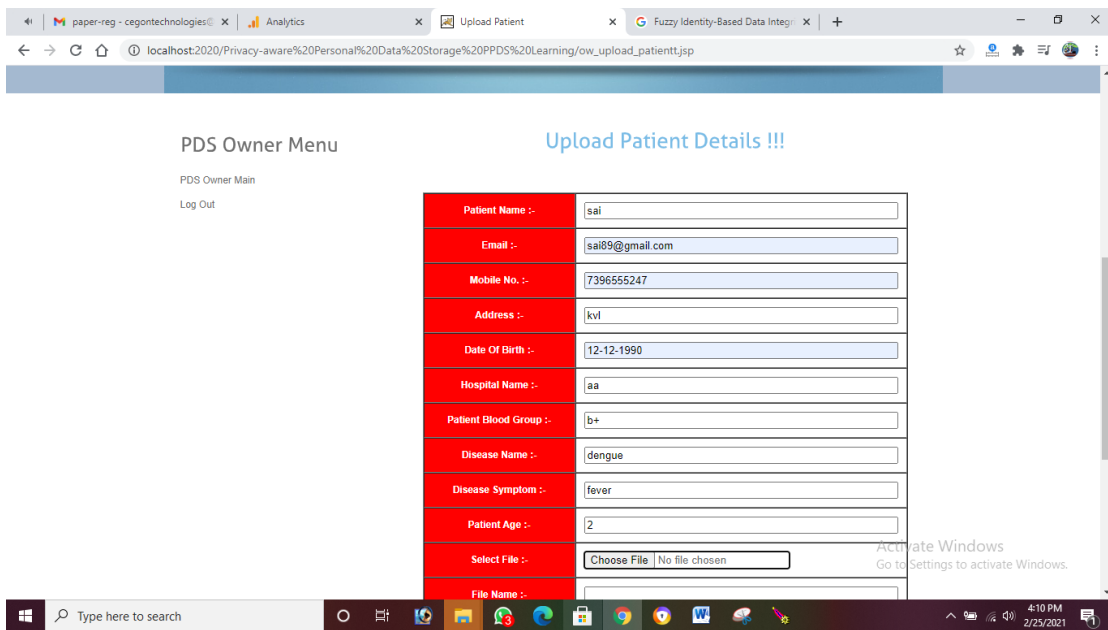 paper-reg - cegontechnologies@
Analytics
Upload Patient
Fuzzy Identity-Based Data Integri
localhost:2020/Privacy-aware%20Personal%20Data%20Storage%20PPDS%20Learning/ow_upload_patientt.jsp
PDS Owner Menu
PDS Owner Main
Log Out
Upload Patient Details !!!
Patient Name :- sai
Email :- sai89@gmail.com
Mobile No. :- 7396555247
Address :- kvl
Date Of Birth :- 12-12-1990
Hospital Name :- aa
Patient Blood Group :- b+
Disease Name :- dengue
Disease Symptom :- fever
Patient Age :- 2
Select File :- Choose File No file chosen
File Name :-
Activate Windows
Go to Settings to activate Windows.
Type here to search
3
4:10 PM
2/25/2021
1